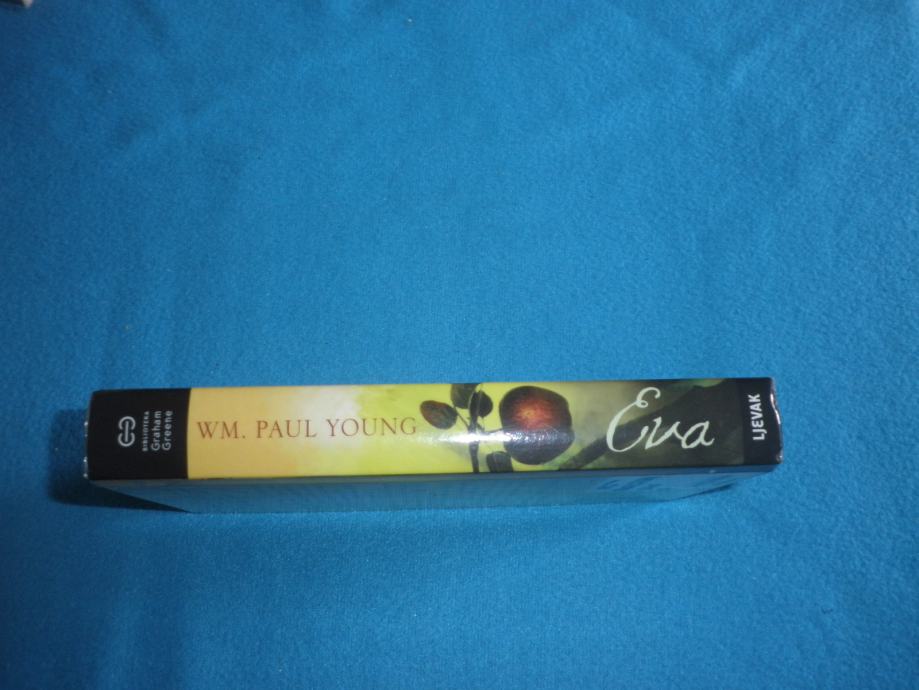 BIBLIOTEKA
Graham
Greene
WM. PAUL YOUNG
Eva
LJEVAK